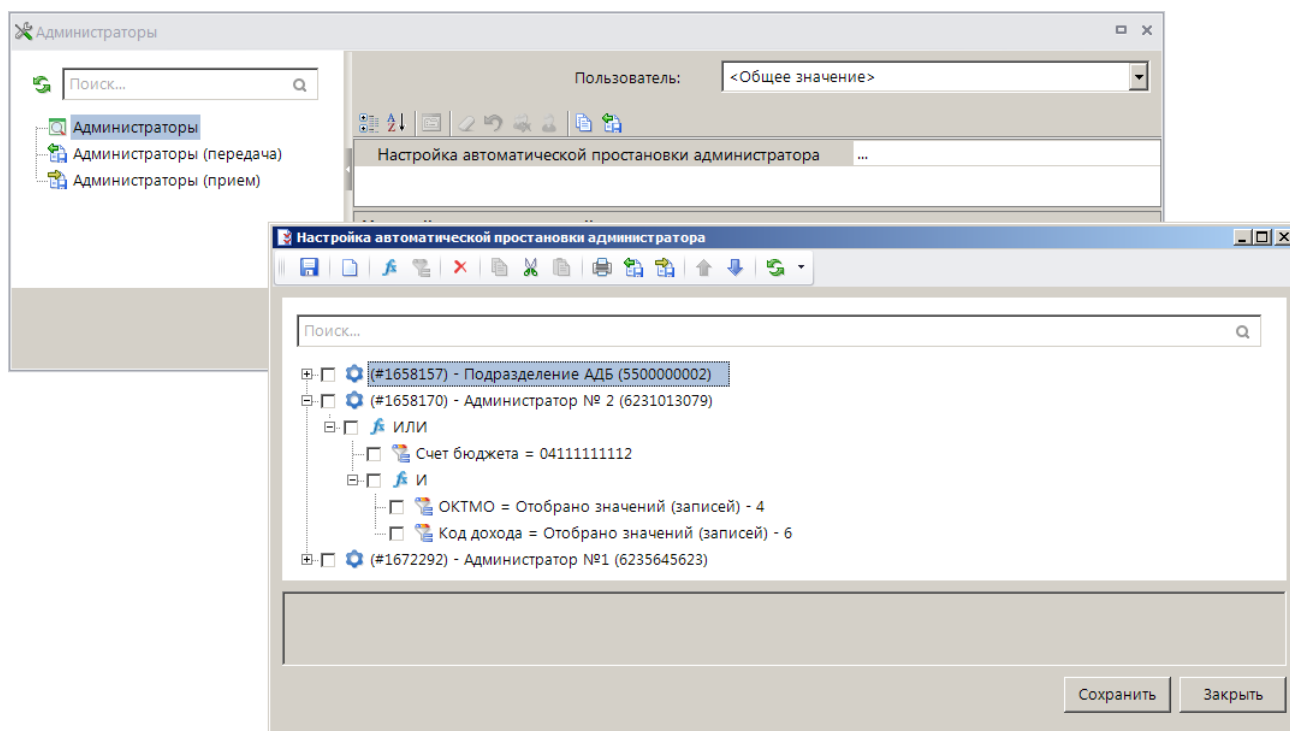 Администраторы
Поиск...
Администраторы
Администраторы (передача)
Администраторы (прием)
Пользователь:
<Общее значение>
Настройка автоматической простановки администратора
...
Настройка автоматической простановки администратора
Поиск...
(#1658157) - Подразделение АДБ (5500000002)
(#1658170) - Администратор № 2 (6231013079)
ИЛИ
Счет бюджета = 04111111112
И
ОКТМО = Отобрано значений (записей) - 4
Код дохода = Отобрано значений (записей) - 6
(#1672292) - Администратор №1 (6235645623)
Сохранить
Закрыть